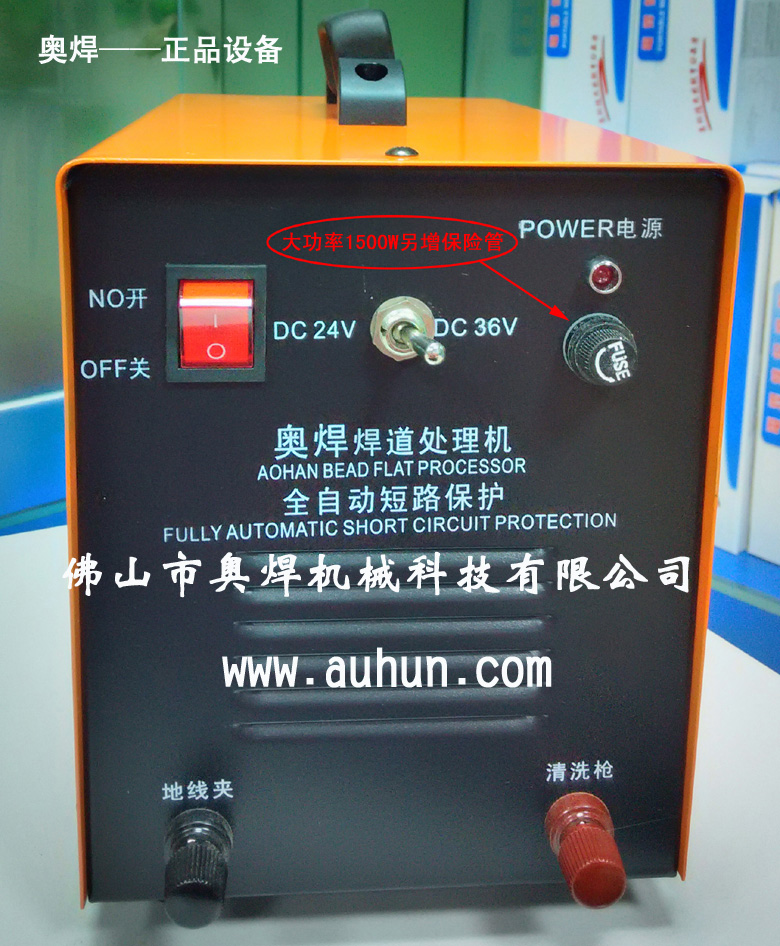 奥焊——正品设备
大功率1500W另增保险管
POWER电源
NO开
OFF关
DC 24V
DC 36V
FUSE
奥焊焊道处理机
AOHAN BEAD FLAT PROCESSOR
全自动短路保护
FULLY AUTOMATIC SHORT CIRCUIT PROTECTION
佛山市奥焊机械科技有限公司
www.auhun.com
地线夹
清洗枪